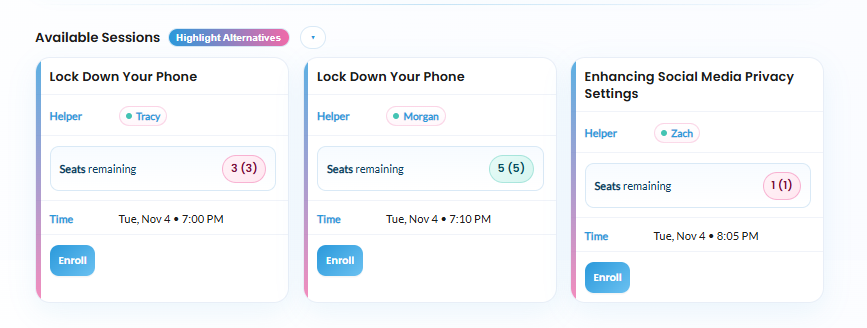 Available Sessions Highlight Alternatives
Lock Down Your Phone
Helper Tracy
Seats remaining 3 (3)
Time Tue, Nov 4 • 7:00 PM
Enroll
Lock Down Your Phone
Helper Morgan
Seats remaining 5 (5)
Time Tue, Nov 4 • 7:10 PM
Enroll
Enhancing Social Media Privacy
Settings
Helper Zach
Seats remaining 1 (1)
Time Tue, Nov 4 • 8:05 PM
Enroll